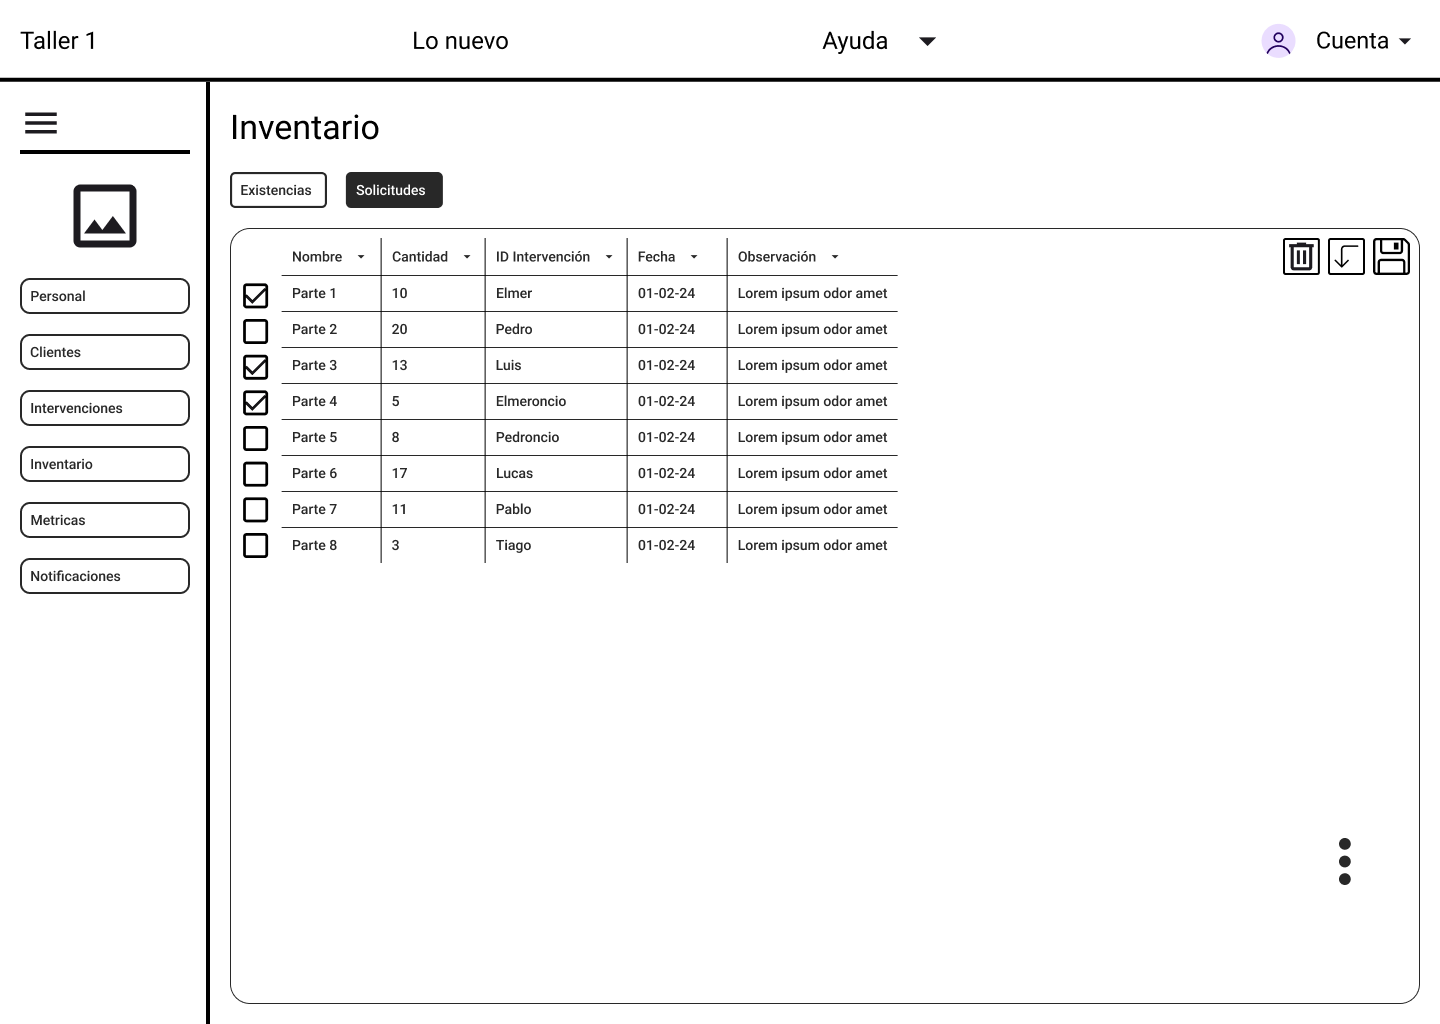 Taller 1
Lo nuevo
Ayuda
Cuenta
Inventario
Existencias
Solicitudes
Personal
Clientes
Intervenciones
Inventario
Metricas
Notificaciones
Nombre Cantidad ID Intervención Fecha Observación
Parte 1 10 Elmer 01-02-24 Lorem ipsum odor amet
Parte 2 20 Pedro 01-02-24 Lorem ipsum odor amet
Parte 3 13 Luis 01-02-24 Lorem ipsum odor amet
Parte 4 5 Elmeroncio 01-02-24 Lorem ipsum odor amet
Parte 5 8 Pedroncio 01-02-24 Lorem ipsum odor amet
Parte 6 17 Lucas 01-02-24 Lorem ipsum odor amet
Parte 7 11 Pablo 01-02-24 Lorem ipsum odor amet
Parte 8 3 Tiago 01-02-24 Lorem ipsum odor amet